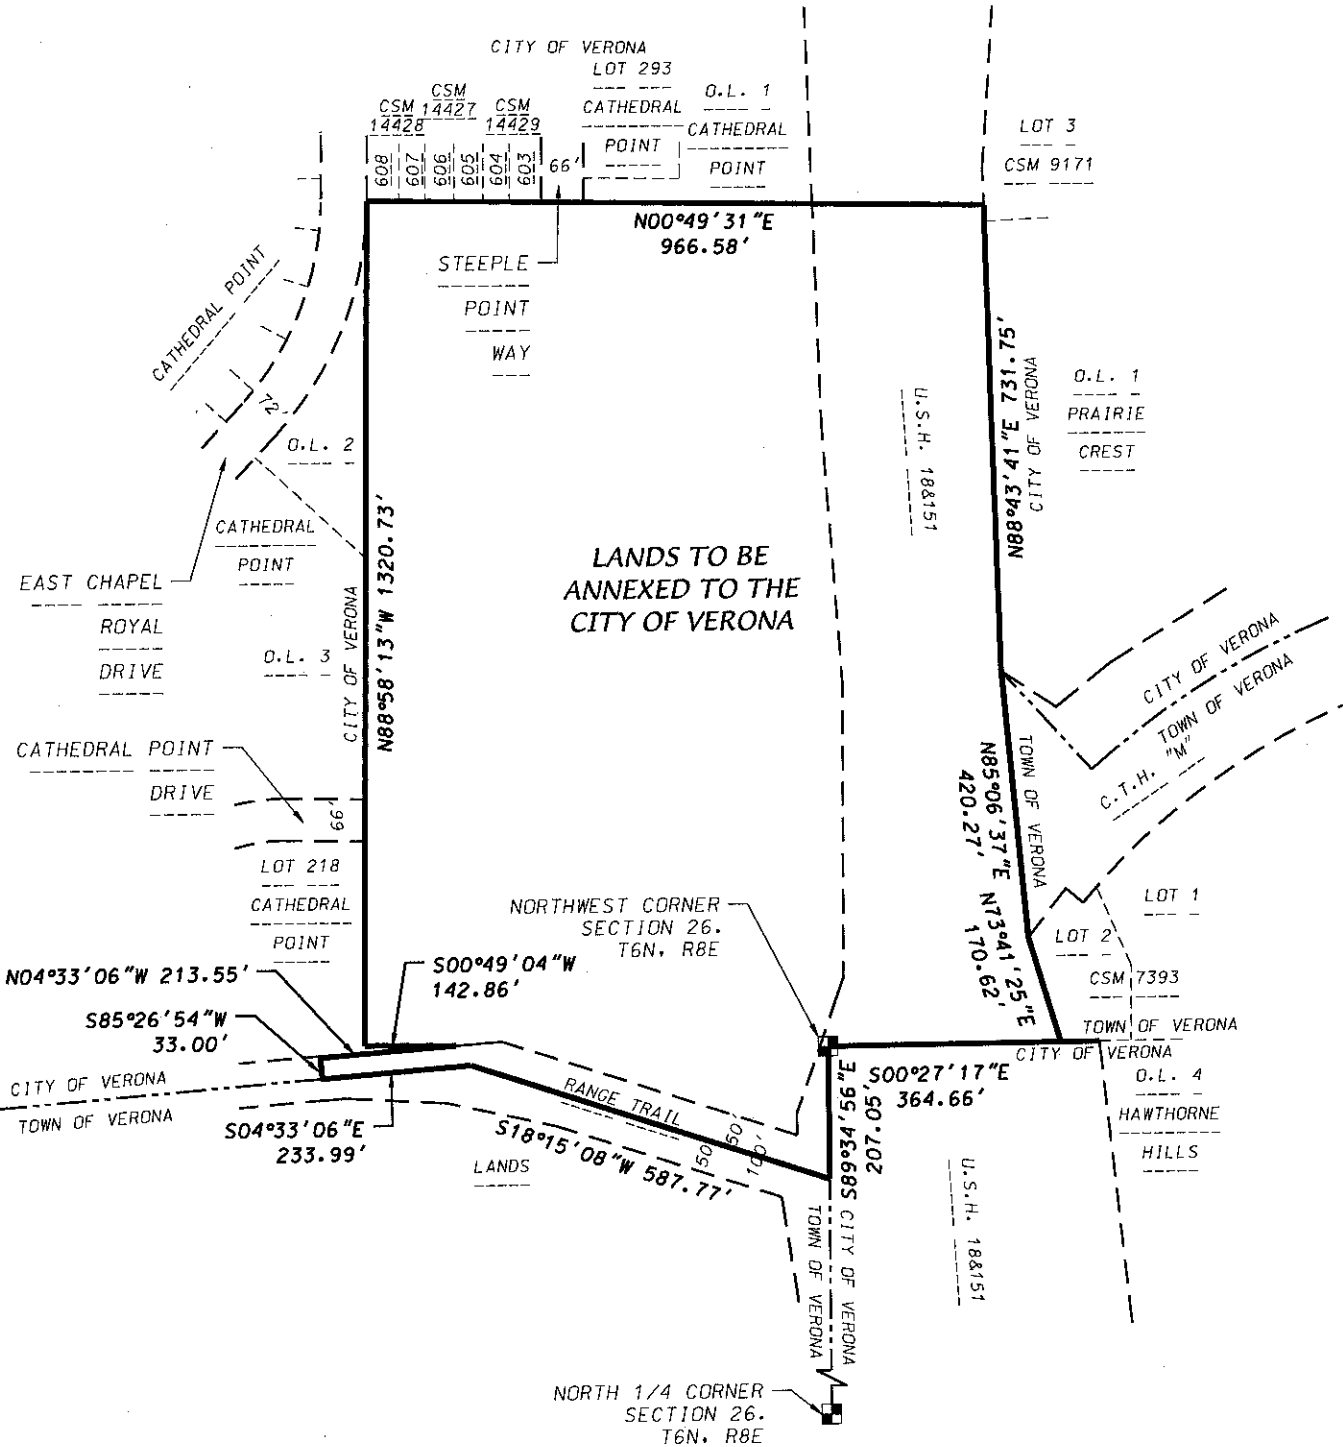 CITY OF VERONA
LOT 293
CATHEDRAL
POINT
O.L. 1
CATHEDRAL
POINT
CSM
14428
CSM
14427
CSM
14429
608
607
606
605
604
603
66'
LOT 3
CSM 9171
N00°49'31"E
966.58'
STEEPLE
POINT
WAY
CATHEDRAL POINT
72'
O.L. 2
CATHEDRAL
POINT
EAST CHAPEL
ROYAL
DRIVE
O.L. 3
CITY OF VERONA
N88°58'13"W 1320.73'
LANDS TO BE
ANNEXED TO THE
CITY OF VERONA
U.S.H. 18&151
N88°43'41"E 731.75'
CITY OF VERONA
O.L. 1
PRAIRIE
CREST
CITY OF VERONA
TOWN OF VERONA
C.T.H. "M"
CATHEDRAL POINT
DRIVE
66'
LOT 218
CATHEDRAL
POINT
TOWN OF VERONA
N85°06'37"E
420.27'
N73°41'25"E
170.62'
LOT 1
LOT 2
CSM 7393
NORTHWEST CORNER
SECTION 26.
T6N, R8E
N04°33'06"W 213.55'
S00°49'04"W
142.86'
S85°26'54"W
33.00'
TOWN OF VERONA
CITY OF VERONA
S00°27'17"E
364.66'
O.L. 4
HAWTHORNE
HILLS
CITY OF VERONA
TOWN OF VERONA
RANGE TRAIL
S04°33'06"E
233.99'
S18°15'08"W 587.77'
50'
50'
100'
S89°34'56"E
207.05'
LANDS
U.S.H. 18&151
TOWN OF VERONA
CITY OF VERONA
NORTH 1/4 CORNER
SECTION 26.
T6N, R8E